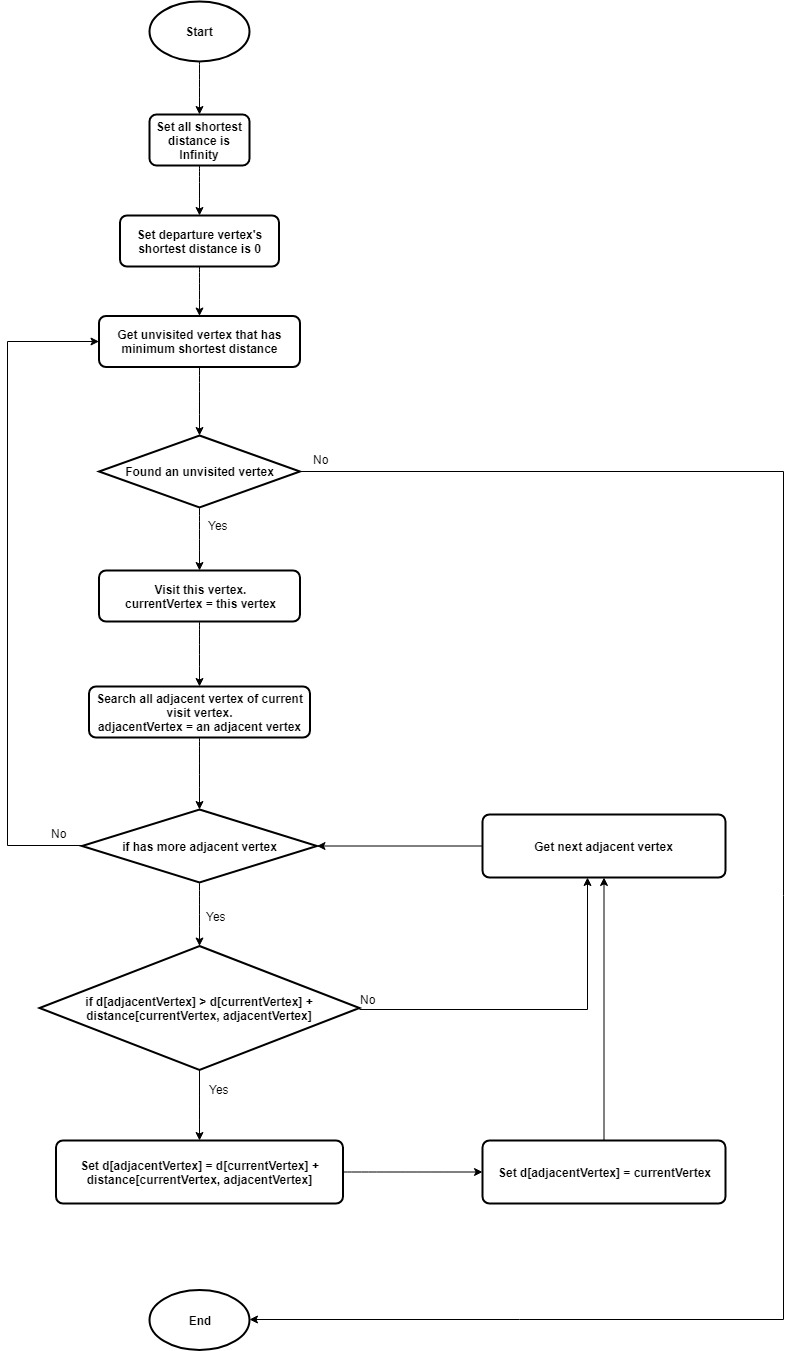 Start
Set all shortest
distance is
Infinity
Set departure vertex's
shortest distance is 0
Get unvisited vertex that has
minimum shortest distance
Found an unvisited vertex
No
Yes
Visit this vertex.
currentVertex = this vertex
Search all adjacent vertex of current
visit vertex.
adjacentVertex = an adjacent vertex
No
if has more adjacent vertex
Get next adjacent vertex
Yes
if d[adjacentVertex] > d[currentVertex] +
distance[currentVertex, adjacentVertex]
No
Yes
Set d[adjacentVertex] = d[currentVertex] +
distance[currentVertex, adjacentVertex]
Set d[adjacentVertex] = currentVertex
End